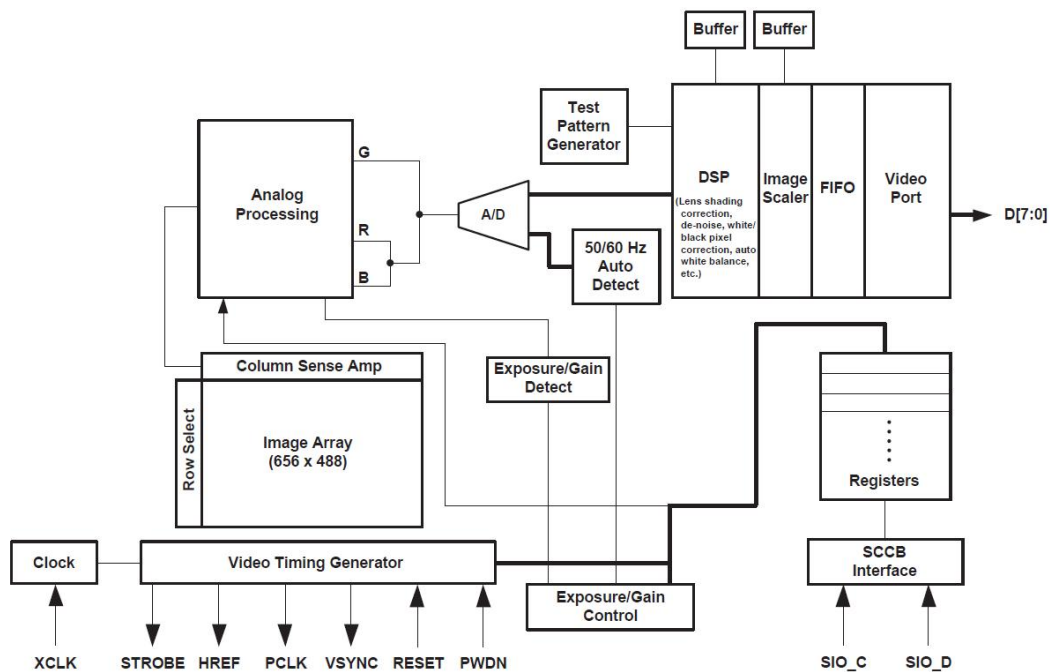 Buffer
Buffer
Test
Pattern
Generator
G
Analog
Processing
R
B
A/D
DSP
(Lens shading
correction,
de-noise, white/
black pixel
correction, auto
white balance,
etc.)
Image
Scaler
FIFO
Video
Port
D[7:0]
50/60 Hz
Auto
Detect
Column Sense Amp
Exposure/Gain
Detect
Row Select
Image Array
(656 x 488)
Registers
Clock
Video Timing Generator
SCCB
Interface
Exposure/Gain
Control
XCLK
STROBE
HREF
PCLK
VSYNC
RESET
PWDN
SIO_C
SIO_D